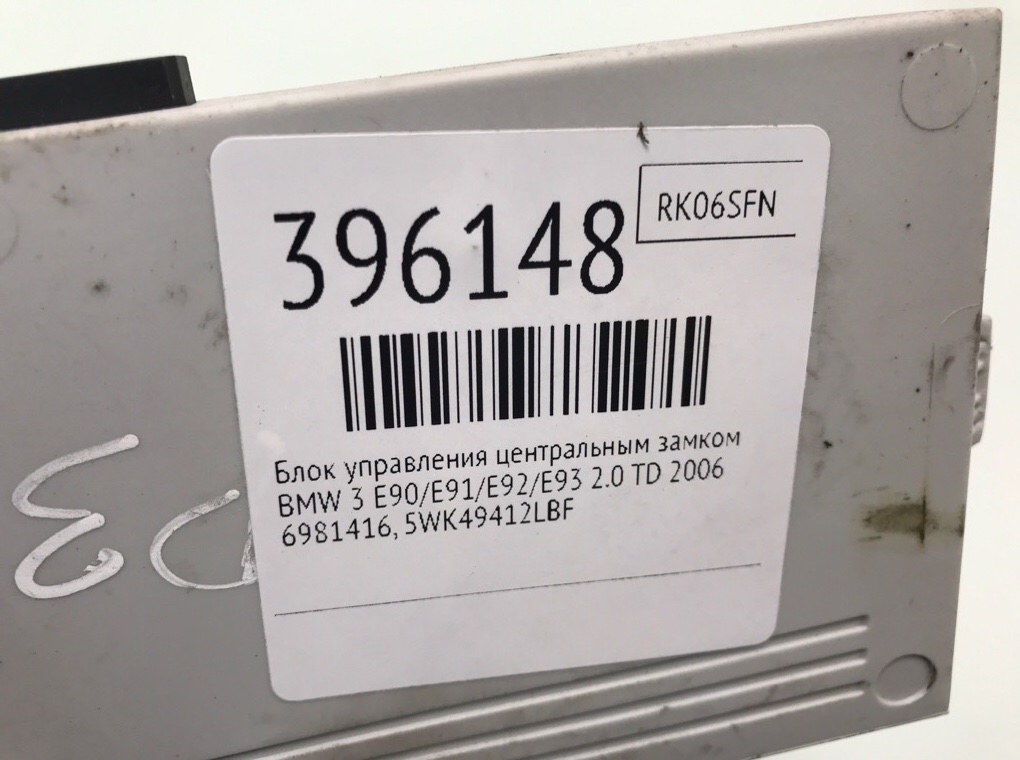 396148
RK06SFN
Блок управления центральным замком
BMW 3 E90/E91/E92/E93 2.0 TD 2006
6981416, 5WK49412LBF